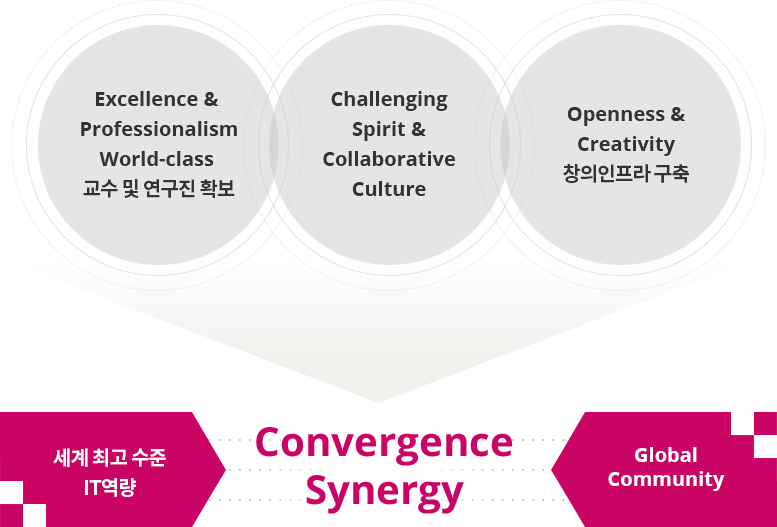 Excellence &
Professionalism
World-class
교수 및 연구진 확보
Challenging
Spirit &
Collaborative
Culture
Openness &
Creativity
창의인프라 구축
세계 최고 수준
IT역량
Convergence
Synergy
Global
Community